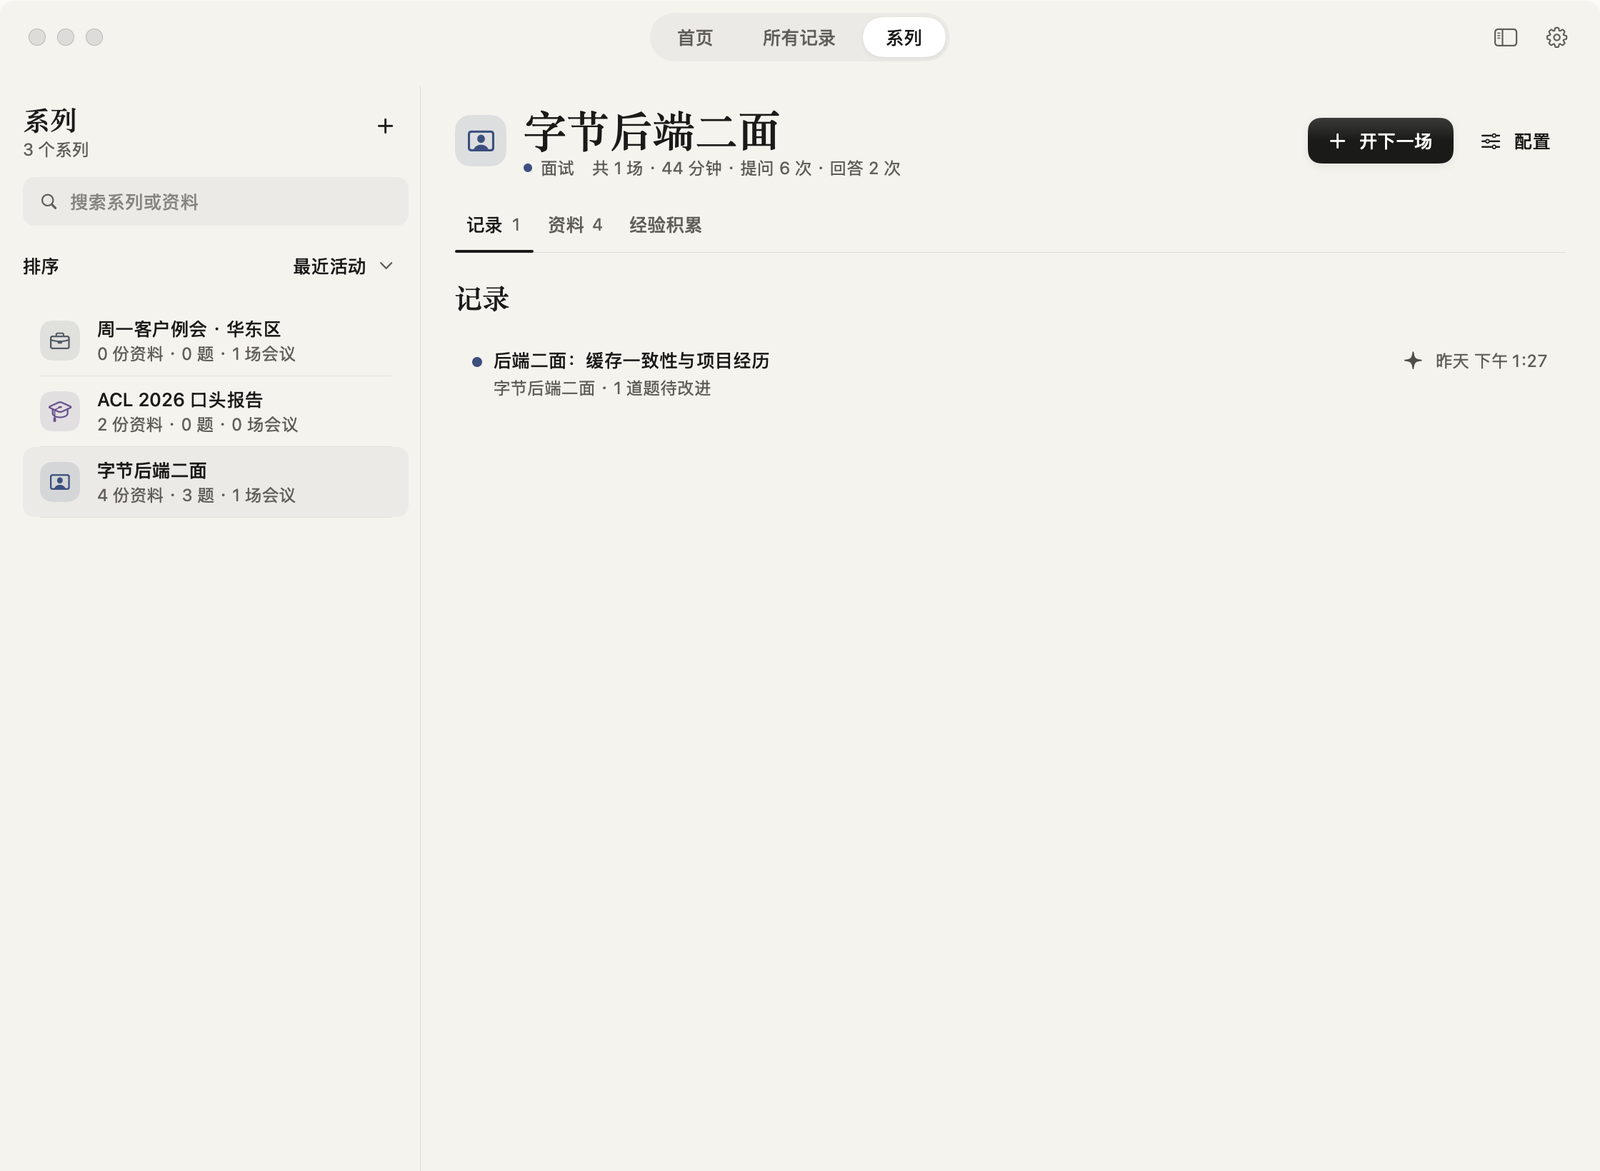 首页
所有记录
系列
系列
3 个系列
搜索系列或资料
排序
最近活动
周一客户例会 · 华东区
0 份资料 · 0 题 · 1 场会议
ACL 2026 口头报告
2 份资料 · 0 题 · 0 场会议
字节后端二面
4 份资料 · 3 题 · 1 场会议
字节后端二面
面试 共 1 场 · 44 分钟 · 提问 6 次 · 回答 2 次
开下一场
配置
记录 1
资料 4
经验积累
记录
后端二面：缓存一致性与项目经历
字节后端二面 · 1 道题待改进
昨天 下午 1:27